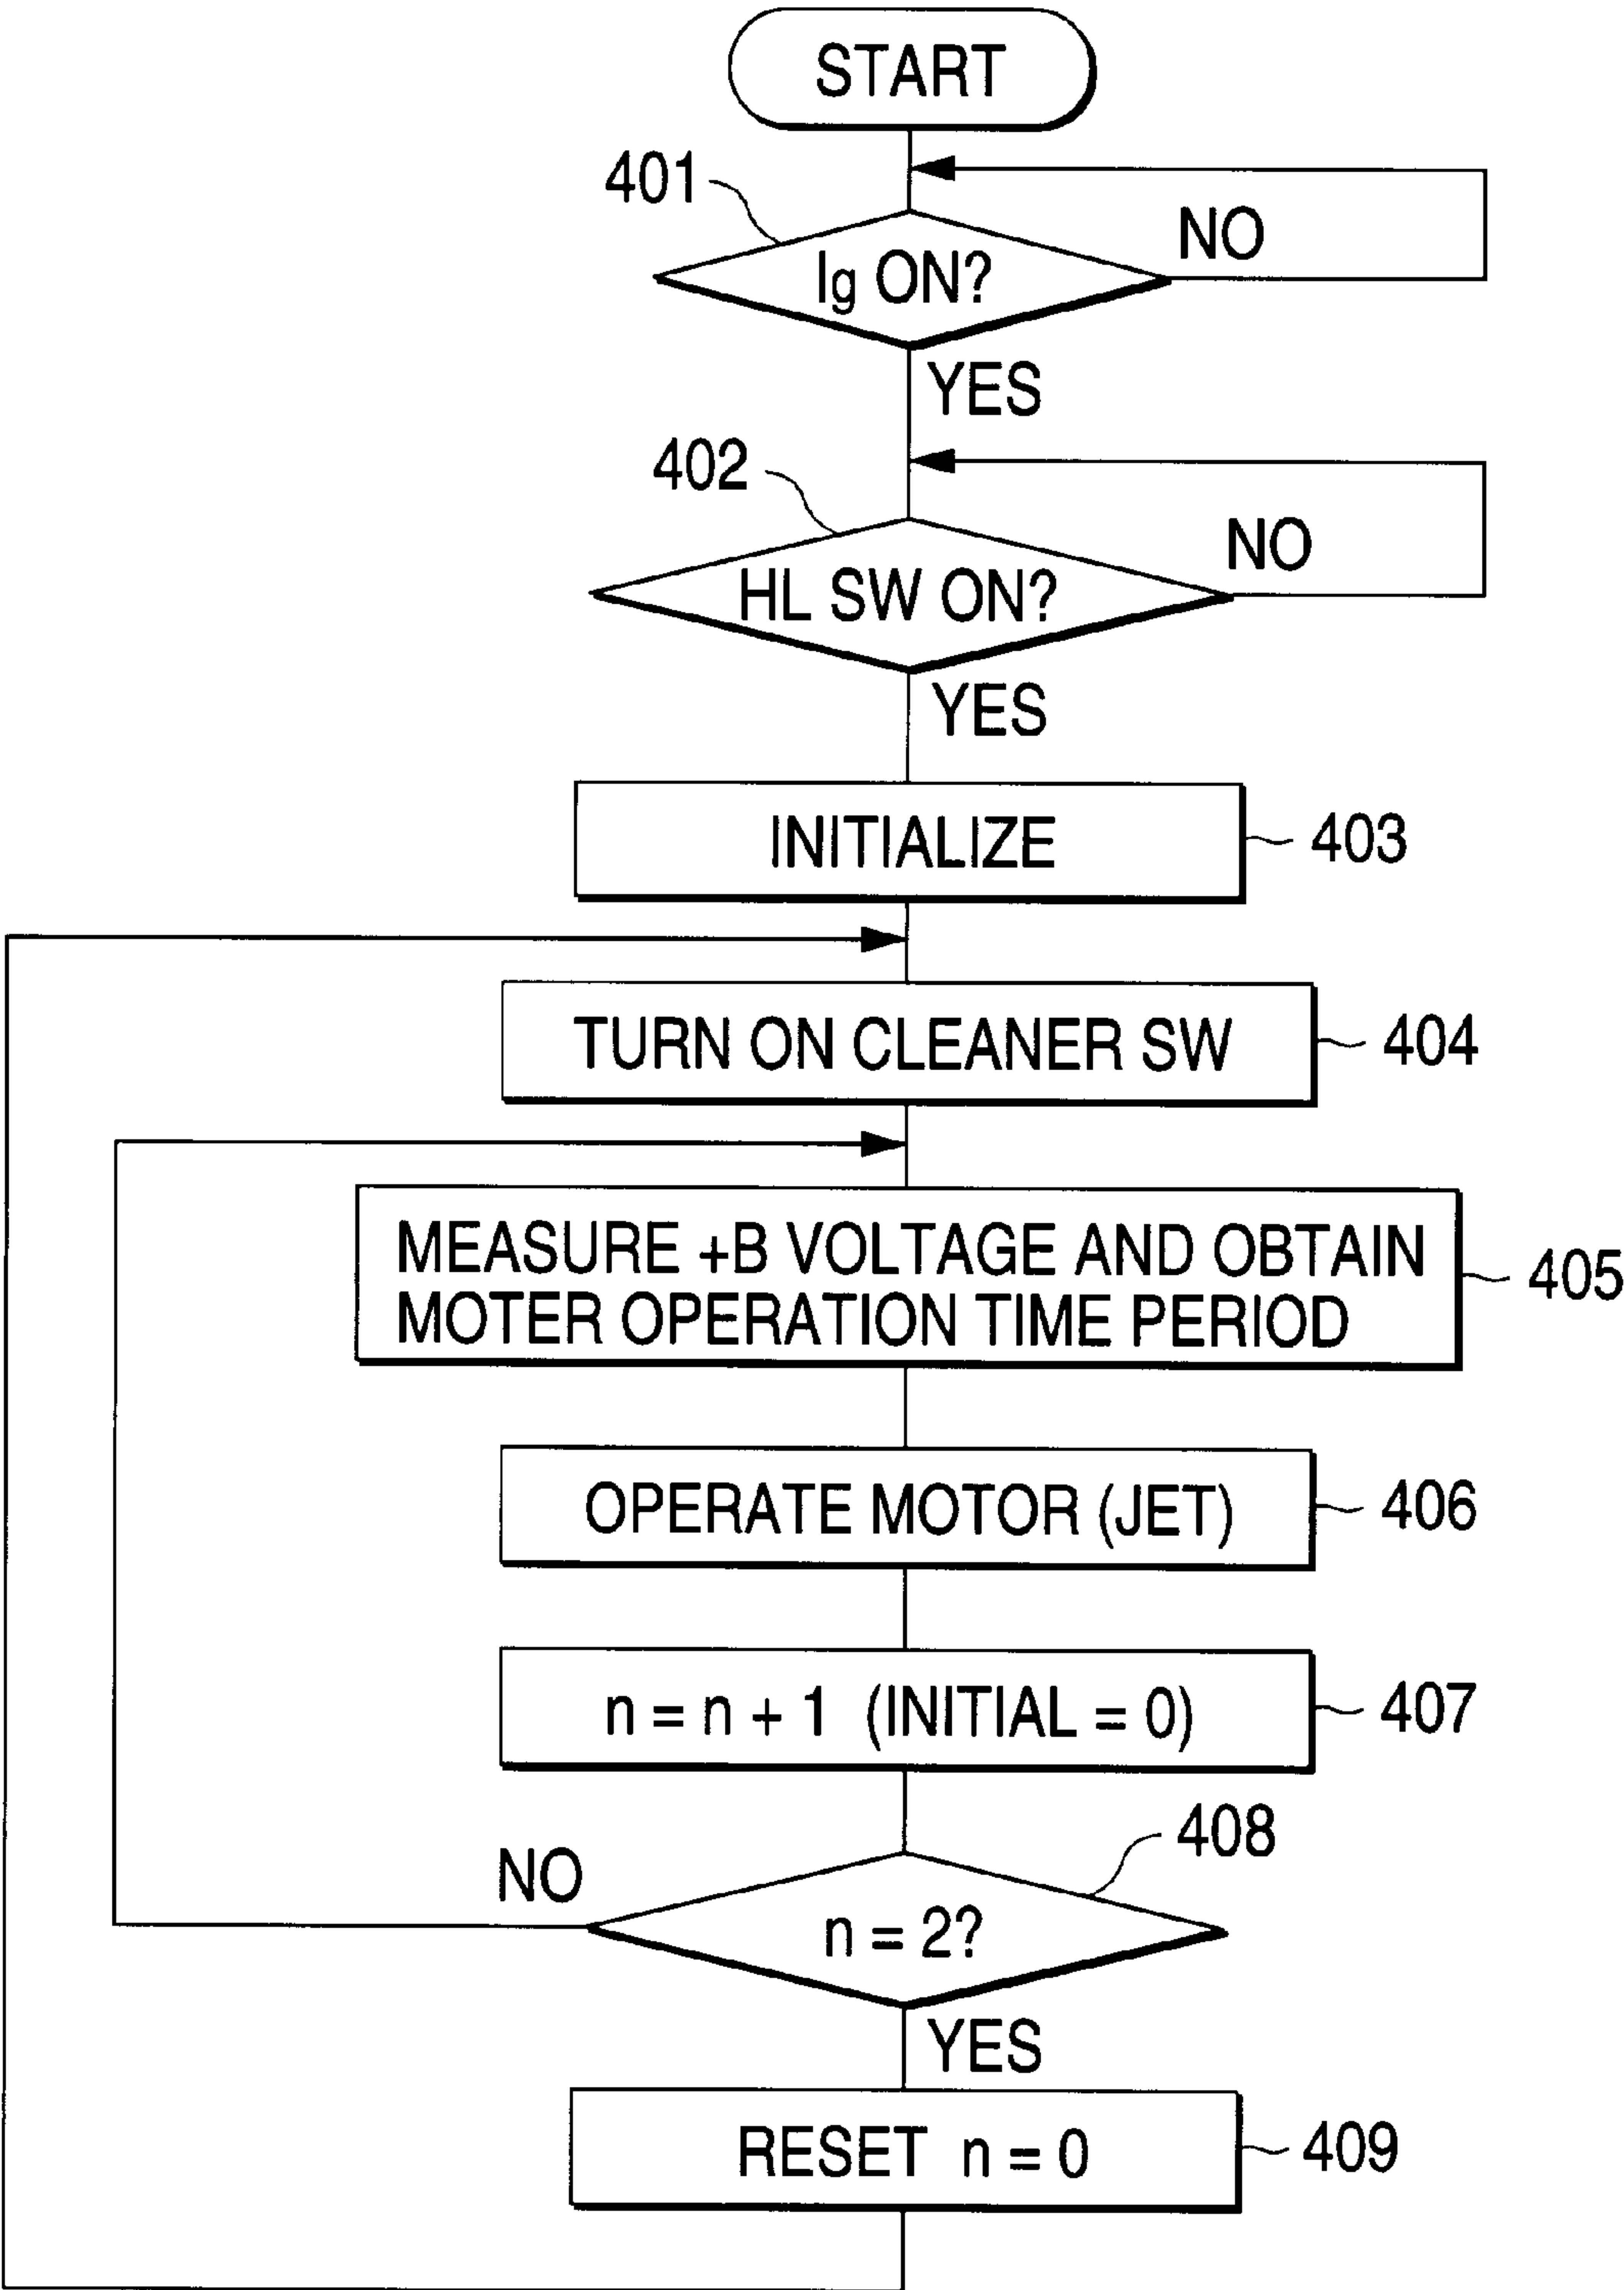 START
401
NO
Ig ON?
YES
402
NO
HL SW ON?
YES
INITIALIZE
403
TURN ON CLEANER SW
404
MEASURE +B VOLTAGE AND OBTAIN
MOTER OPERATION TIME PERIOD
405
OPERATE MOTOR (JET)
406
n = n + 1 (INITIAL = 0)
407
408
NO
n = 2?
YES
RESET n = 0
409